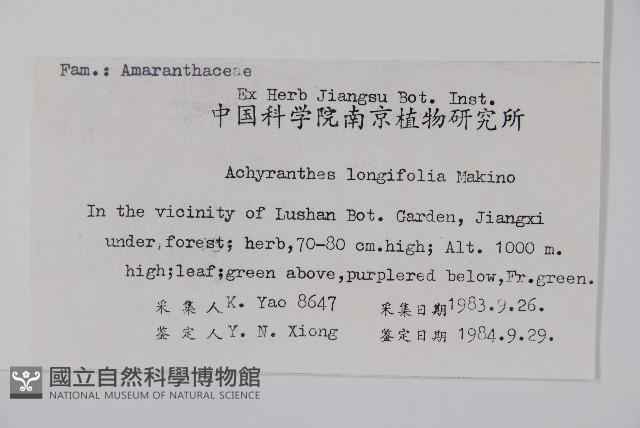 Fam.: Amaranthaceae
Ex Herb Jiangsu Bot. Inst.
中国科学院南京植物研究所
Achyranthes longifolia Makino
In the vicinity of Lushan Bot. Garden, Jiangxi
under forest; herb,70-80 cm.high; Alt. 1000 m.
high;leaf;green above,purplered below,Fr.green.
采集人K. Yao 8647 采集日期1983.9.26.
鉴定人Y. N. Xiong 鉴定日期 1984.9.29.
國立自然科學博物館
NATIONAL MUSEUM OF NATURAL SCIENCE